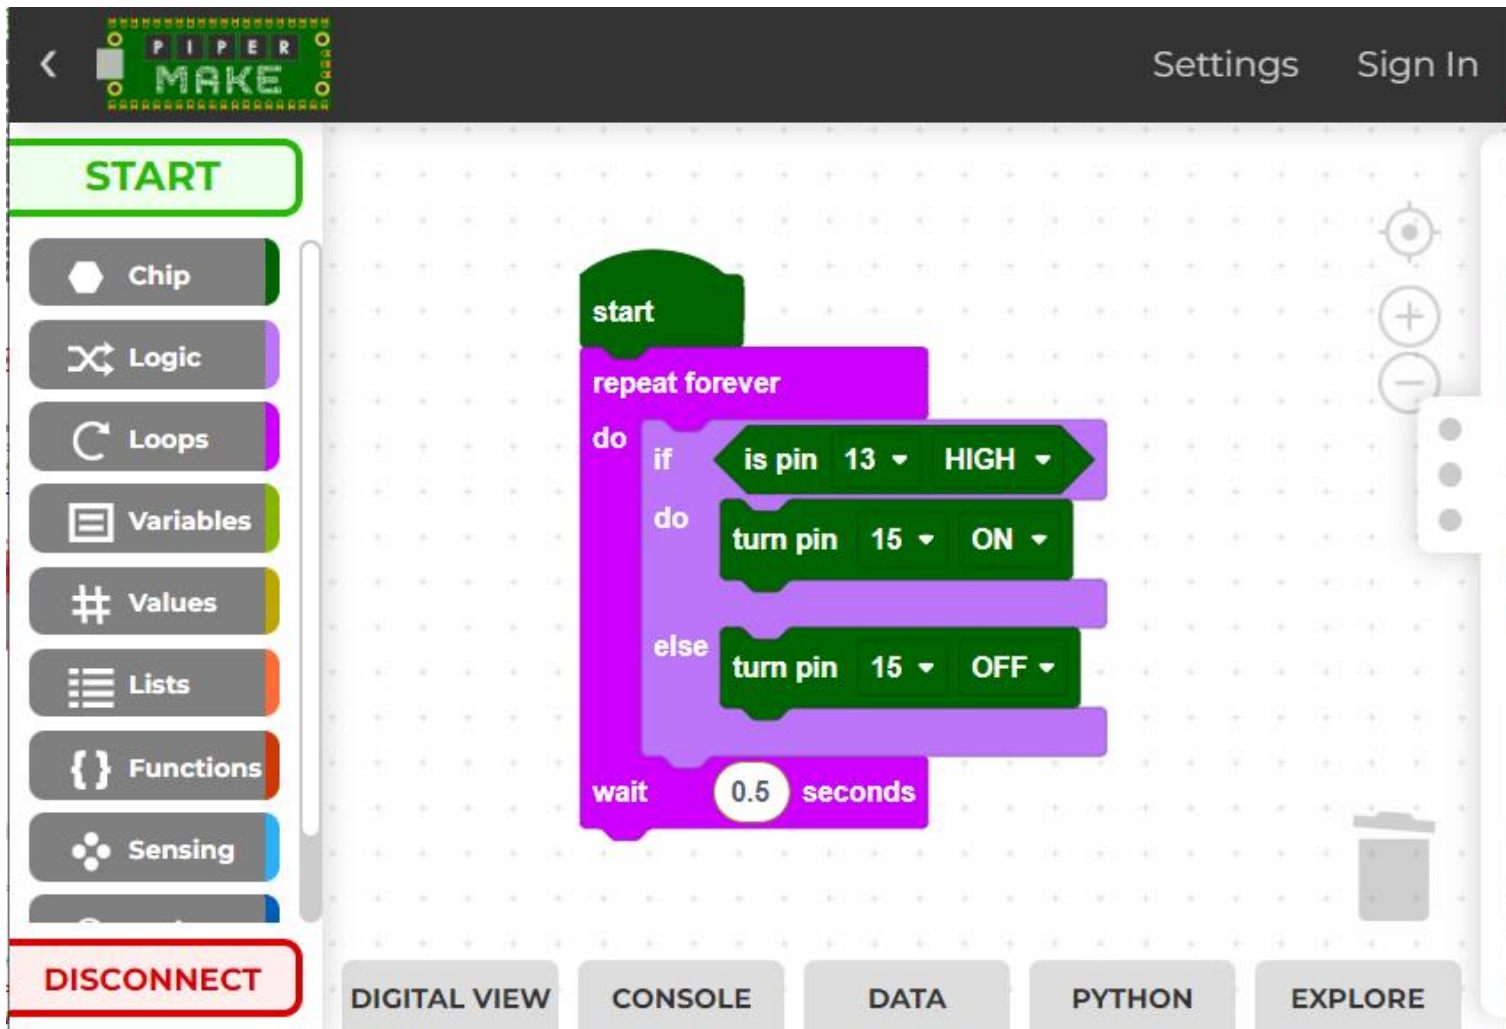 PIPER
MAKE
Settings
Sign In
START
Chip
Logic
Loops
Variables
Values
Lists
Functions
Sensing
DISCONNECT
start
repeat forever
do
if is pin 13 HIGH
do turn pin 15 ON
else turn pin 15 OFF
wait 0.5 seconds
DIGITAL VIEW
CONSOLE
DATA
PYTHON
EXPLORE